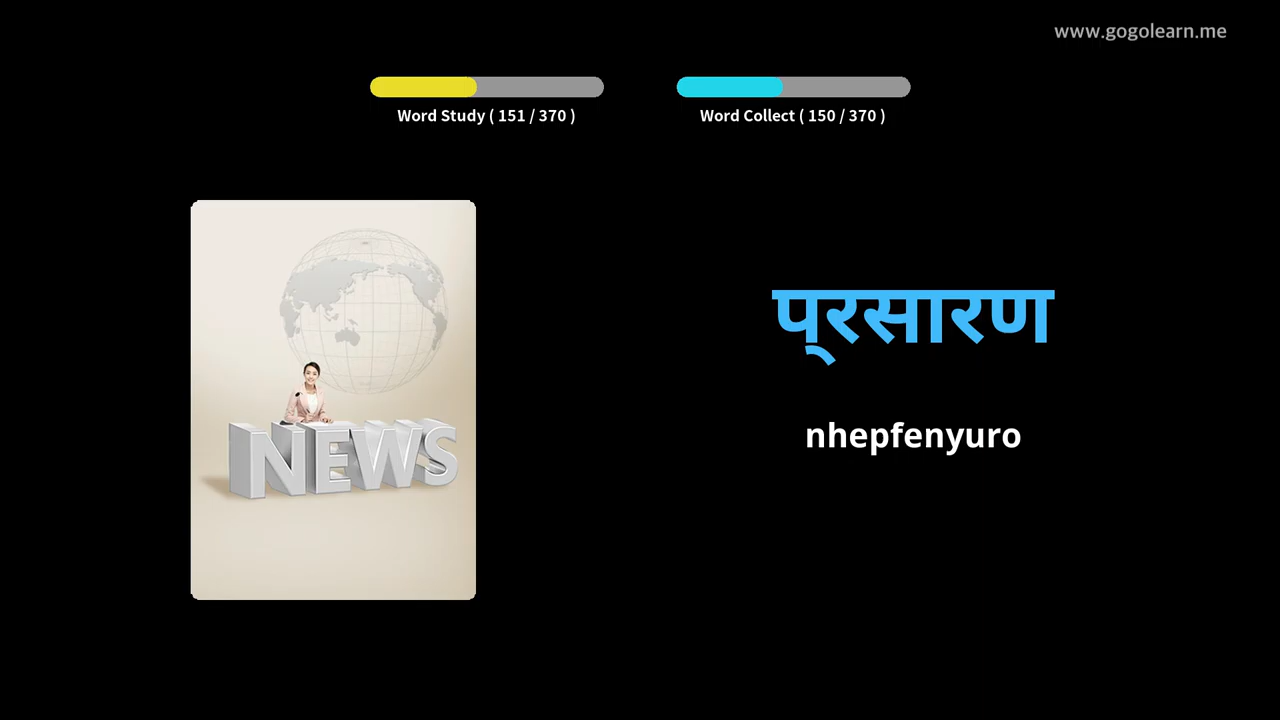 www.gogolearn.me
Word Study ( 151 / 370 )
Word Collect ( 150 / 370 )
NEWS
प्रसारण
nhepfenyuro